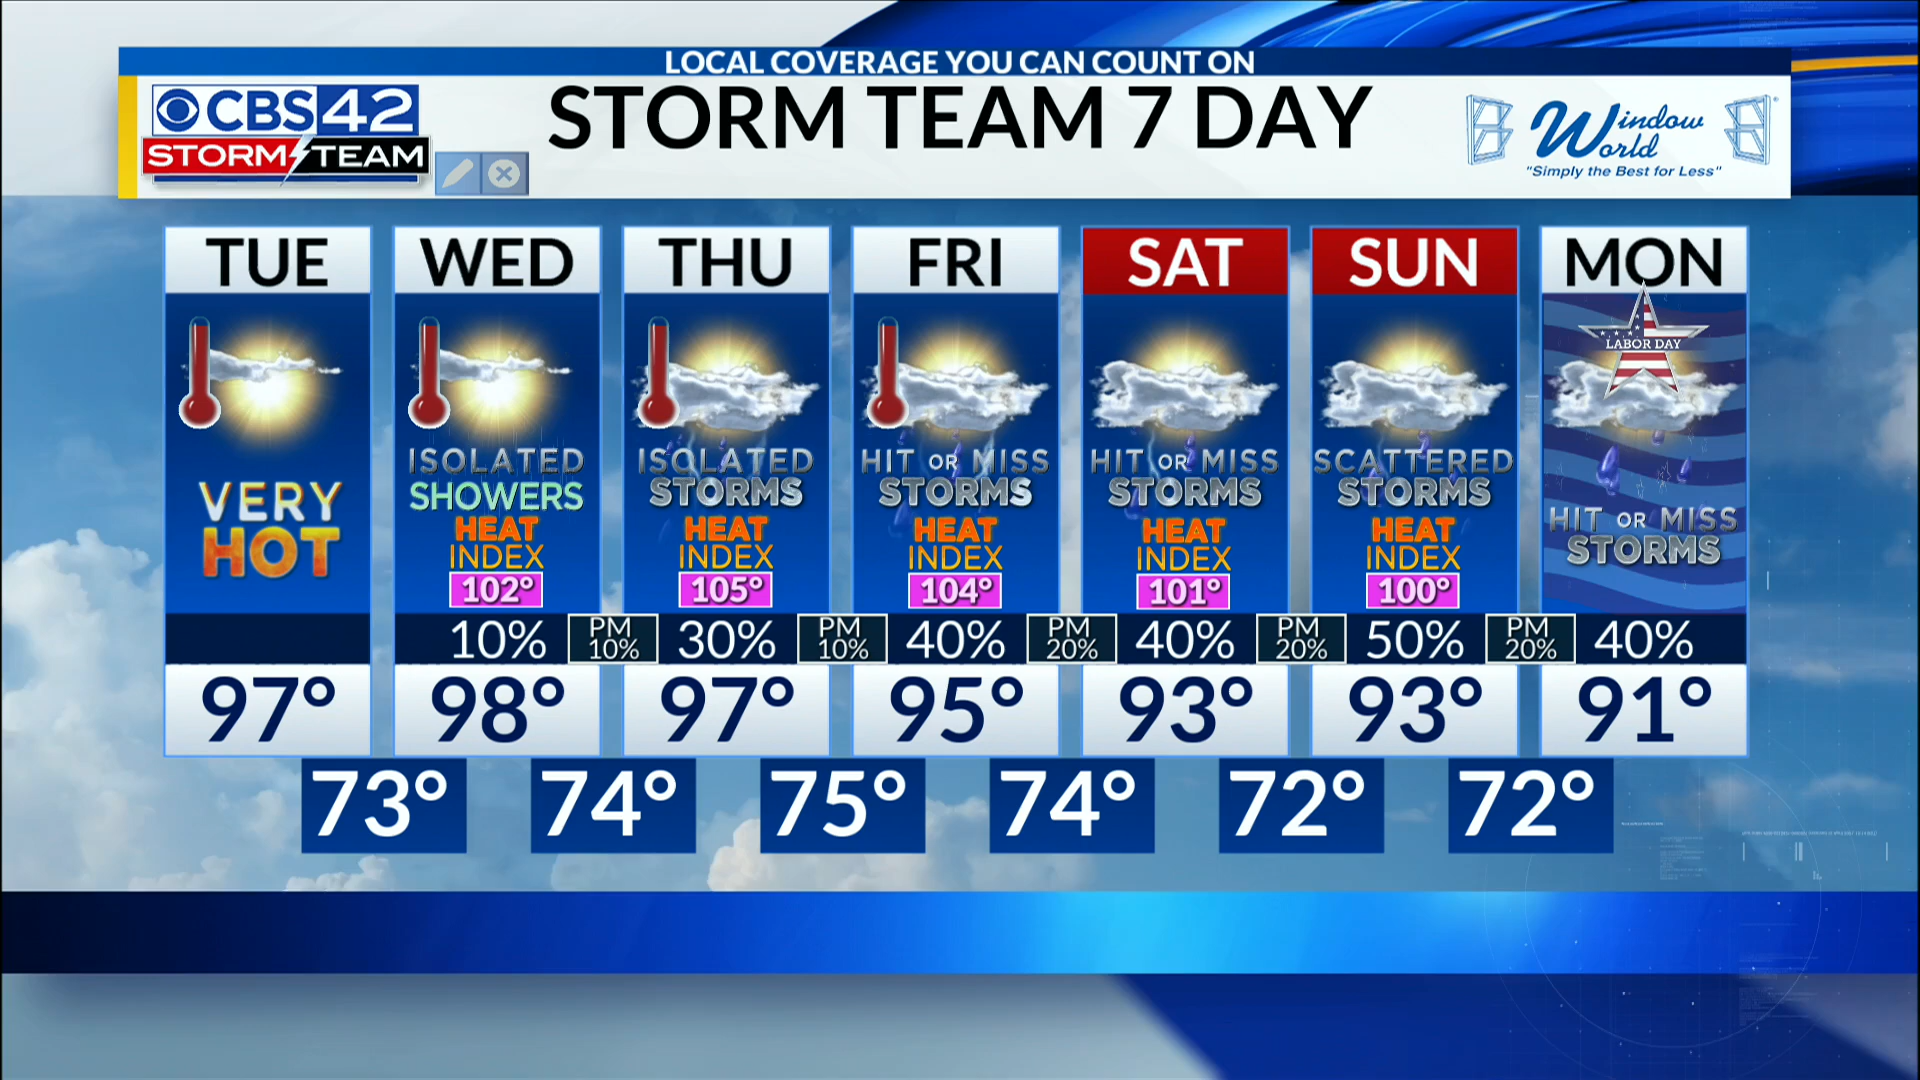 LOCAL COVERAGE YOU CAN COUNT ON
CBS 42
STORM TEAM
STORM TEAM 7 DAY
Window World
"Simply the Best for Less"
TUE
WED
THU
FRI
SAT
SUN
MON
LABOR DAY
VERY
HOT
ISOLATED
SHOWERS
HEAT
INDEX
102°
ISOLATED
STORMS
HEAT
INDEX
105°
HIT OR MISS
STORMS
HEAT
INDEX
104°
HIT OR MISS
STORMS
HEAT
INDEX
101°
SCATTERED
STORMS
HEAT
INDEX
100°
HIT OR MISS
STORMS
10%
PM
10%
30%
PM
10%
40%
PM
20%
40%
PM
20%
50%
PM
20%
40%
97°
98°
97°
95°
93°
93°
91°
73°
74°
75°
74°
72°
72°